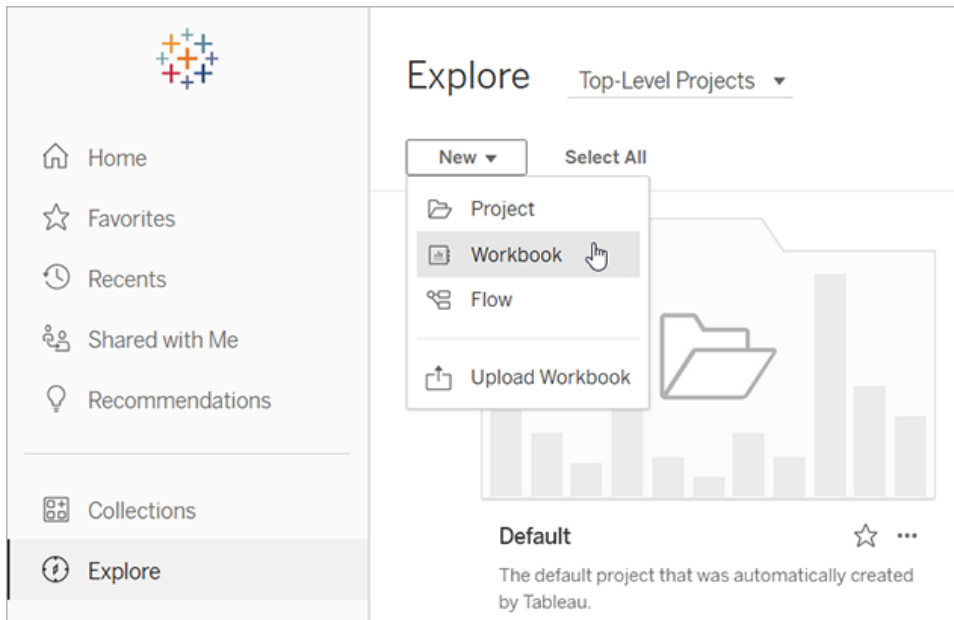 Home
Favorites
Recents
Shared with Me
Recommendations
Collections
Explore
Explore Top-Level Projects
New Select All
Project
Workbook
Flow
Upload Workbook
Default
The default project that was automatically created
by Tableau.